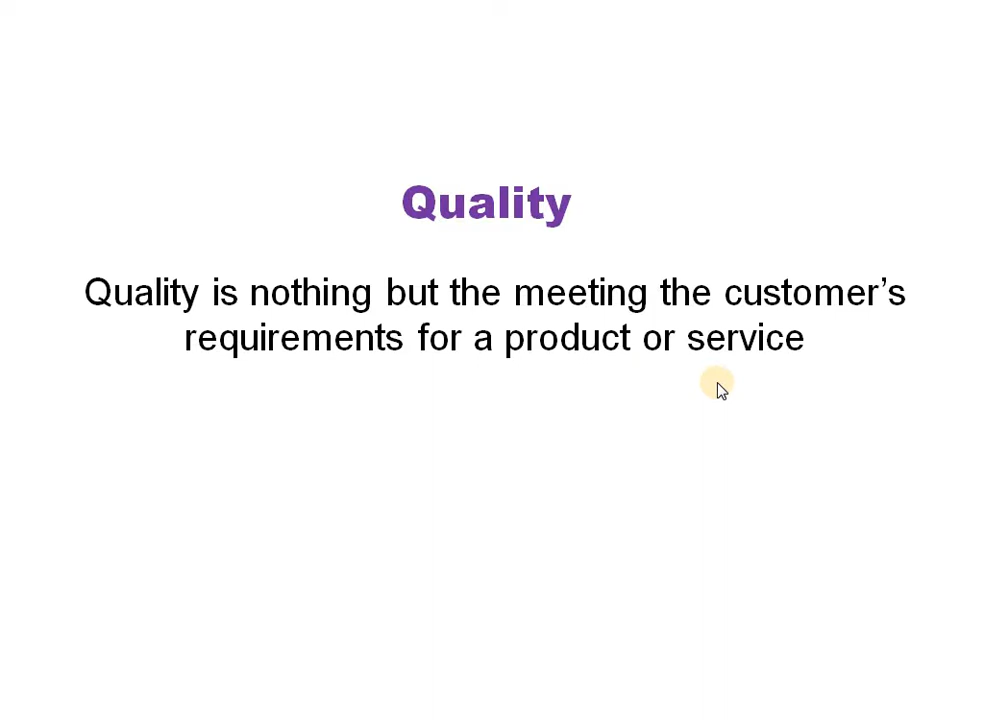 Quality
Quality is nothing but the meeting the customer’s
requirements for a product or service